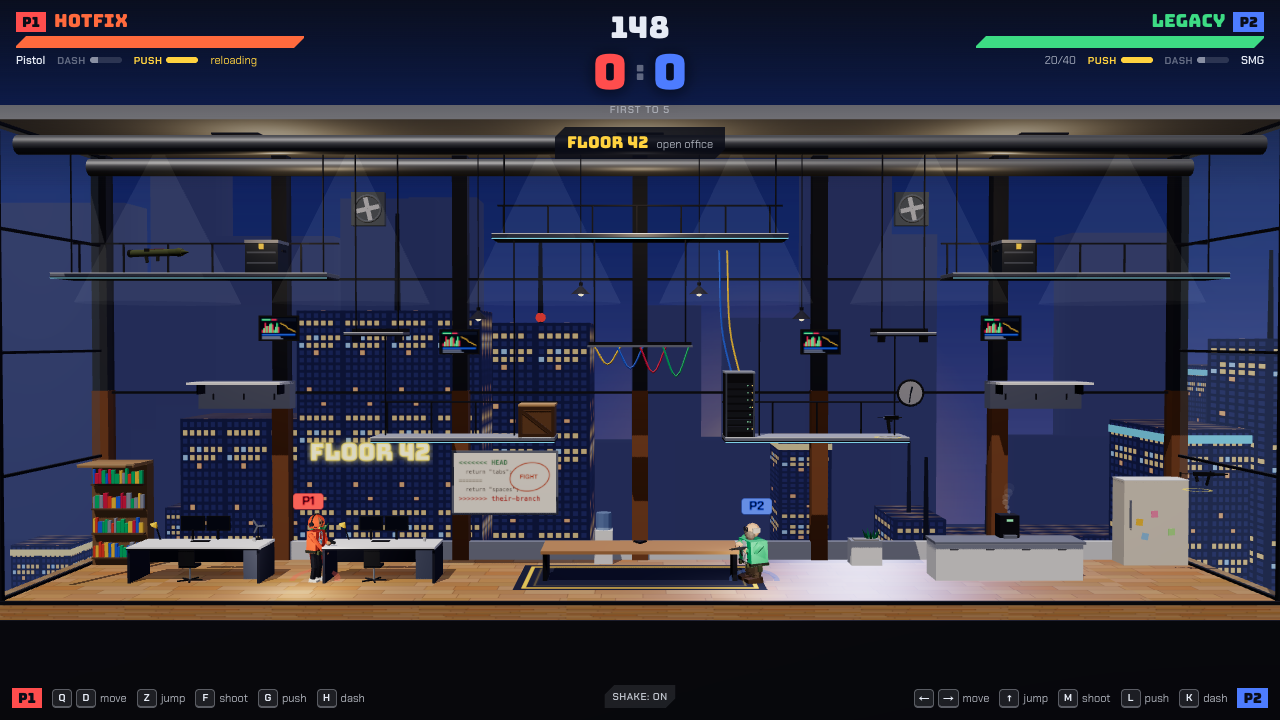 P1 HOTFIX
148
LEGACY P2
Pistol DASH PUSH reloading
0 : 0
20/40 PUSH DASH SMG
FIRST TO 5
FLOOR 42 open office
FLOOR 42
<<<<<<< HEAD
return "tabs"
=======
return "spaces"
>>>>>>> their-branch
FIGHT
P1
P2
P1 Q D move Z jump F shoot G push H dash
SHAKE: ON
← → move ↑ jump M shoot L push K dash P2